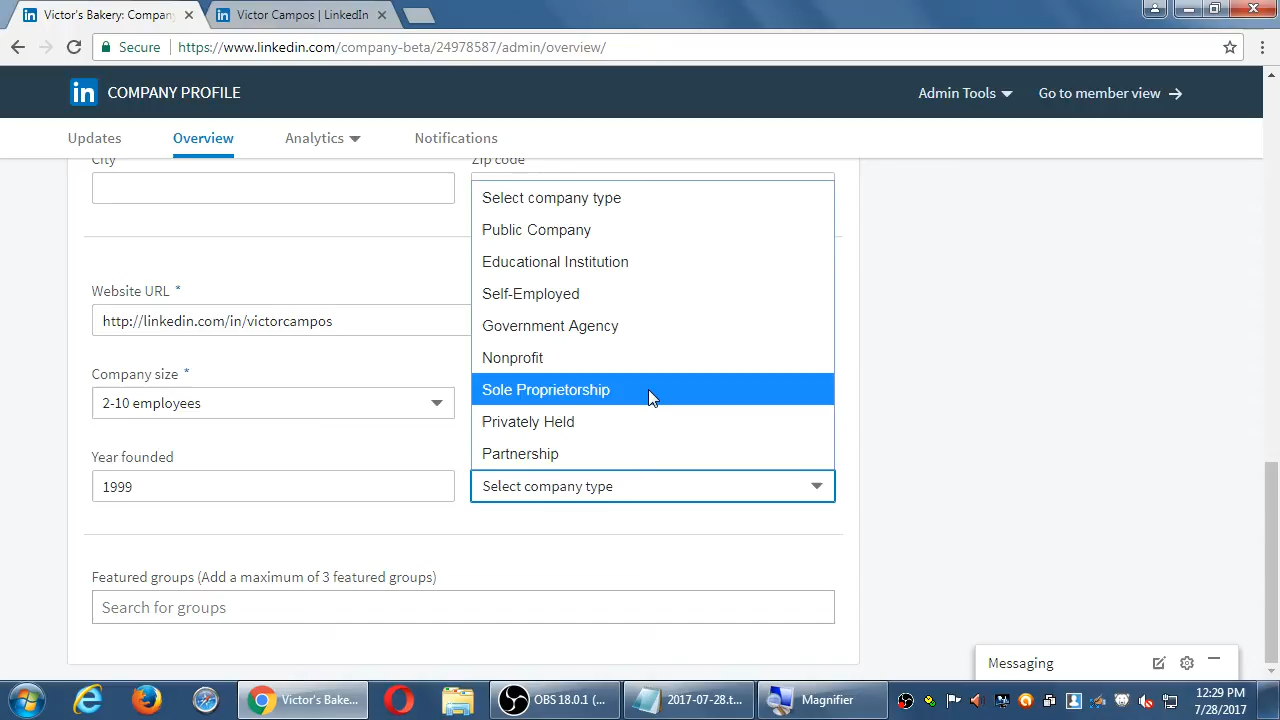 Victor's Bakery: Compan
Victor Campos | LinkedIn
Secure https://www.linkedin.com/company-beta/24978587/admin/overview/
in COMPANY PROFILE
Admin Tools
Go to member view
Updates
Overview
Analytics
Notifications
City
Zip code
Select company type
Public Company
Educational Institution
Self-Employed
Government Agency
Nonprofit
Sole Proprietorship
Privately Held
Partnership
Website URL *
http://linkedin.com/in/victorcampos
Company size *
2-10 employees
Year founded
1999
Select company type
Featured groups (Add a maximum of 3 featured groups)
Search for groups
Messaging
Victor's Bake...
OBS 18.0.1 (...
2017-07-28.t...
Magnifier
12:29 PM
7/28/2017